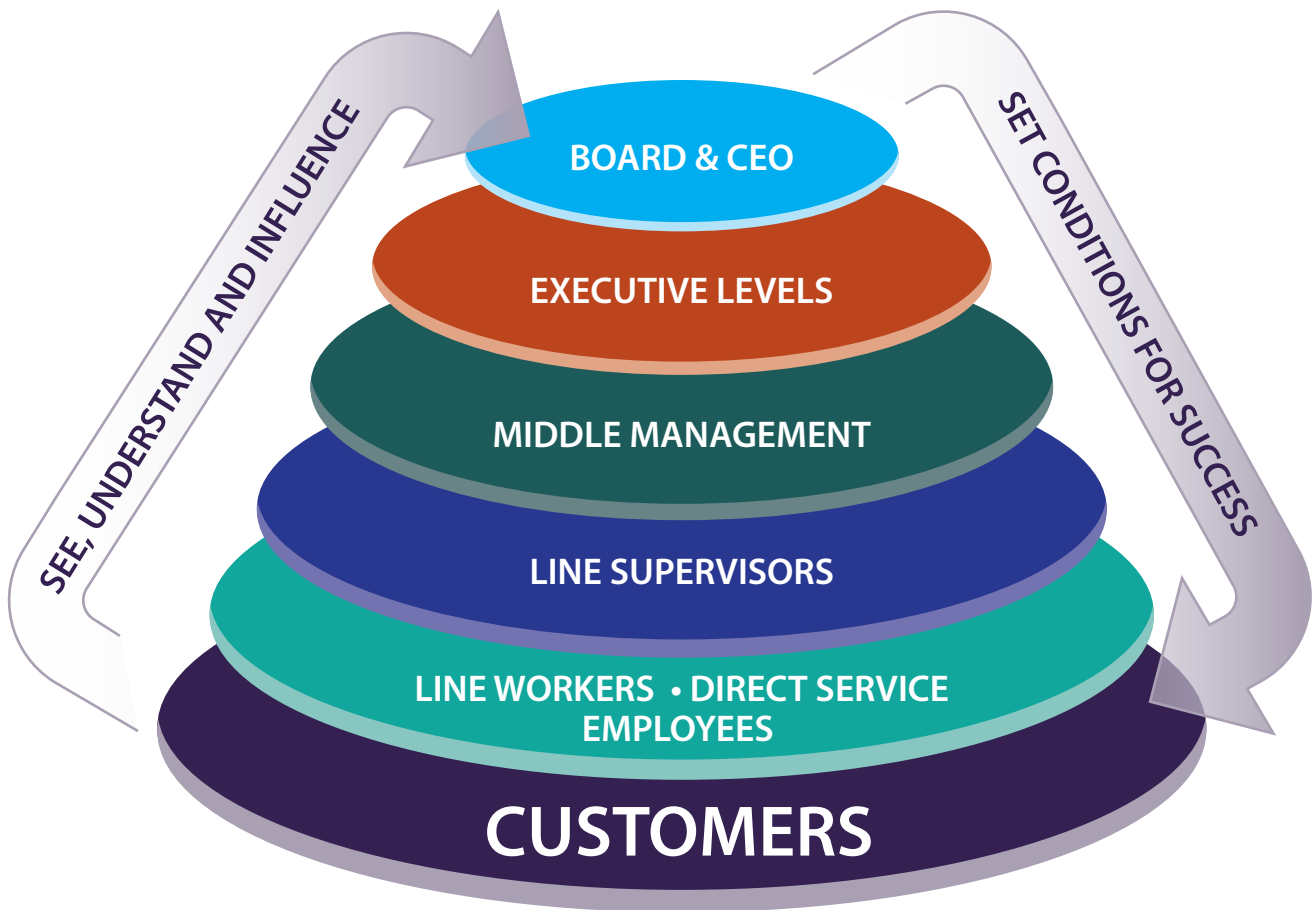 SEE, UNDERSTAND AND INFLUENCE
SET CONDITIONS FOR SUCCESS
BOARD & CEO
EXECUTIVE LEVELS
MIDDLE MANAGEMENT
LINE SUPERVISORS
LINE WORKERS • DIRECT SERVICE
EMPLOYEES
CUSTOMERS